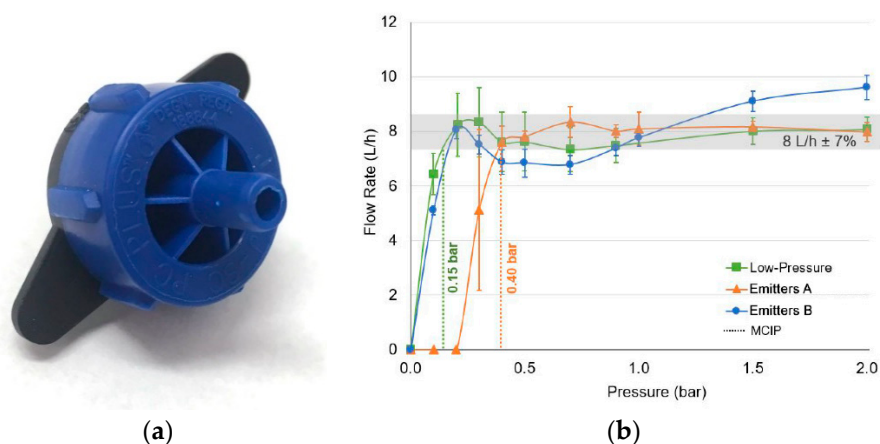 12
10
8
6
4
2
0
Flow Rate (L/h)
8 L/h ± 7%
0.15 bar
0.40 bar
Low-Pressure
Emitters A
Emitters B
MCIP
0.0
0.5
1.0
1.5
2.0
Pressure (bar)
(a)
(b)